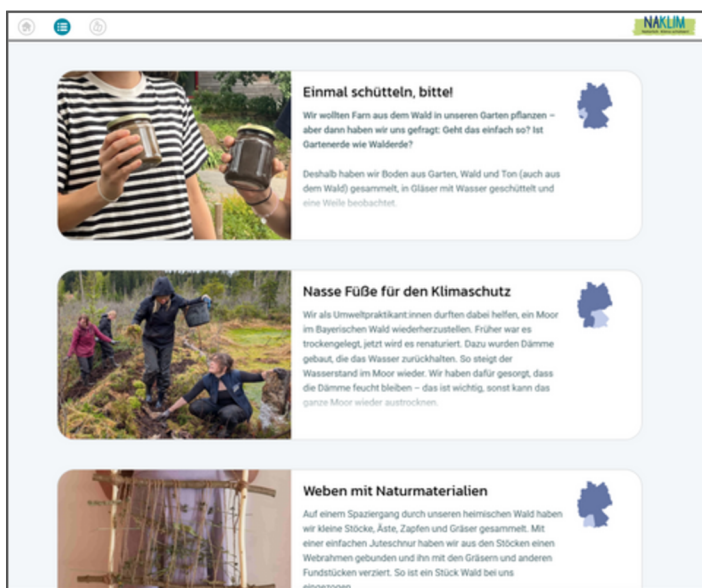 NAKLIM
Einmal schütteln, bitte!
Wir wollten Farn aus dem Wald in unseren Garten pflanzen –
aber dann haben wir uns gefragt: Geht das einfach so? Ist
Gartenerde wie Walderde?
Deshalb haben wir Boden aus Garten, Wald und Ton (auch aus
dem Wald) gesammelt, in Gläser mit Wasser geschüttelt und
eine Weile beobachtet.
Nasse Füße für den Klimaschutz
Wir als Umweltpraktikant:innen durften dabei helfen, ein Moor
im Bayerischen Wald wiederherzustellen. Früher war es
trockengelegt, jetzt wird es renaturiert. Dazu wurden Dämme
gebaut, die das Wasser zurückhalten. So steigt der
Wasserstand im Moor wieder. Wir haben dafür gesorgt, dass
die Dämme feucht bleiben – das ist wichtig, sonst kann das
ganze Moor wieder austrocknen.
Weben mit Naturmaterialien
Auf einem Spaziergang durch unseren heimischen Wald haben
wir kleine Stöcke, Äste, Zapfen und Gräser gesammelt. Mit
einer einfachen Juteschnur haben wir aus den Stöcken einen
Webrahmen gebunden und ihn mit den Gräsern und anderen
Fundstücken verziert. So ist ein Stück Wald bei uns
eingezogen.